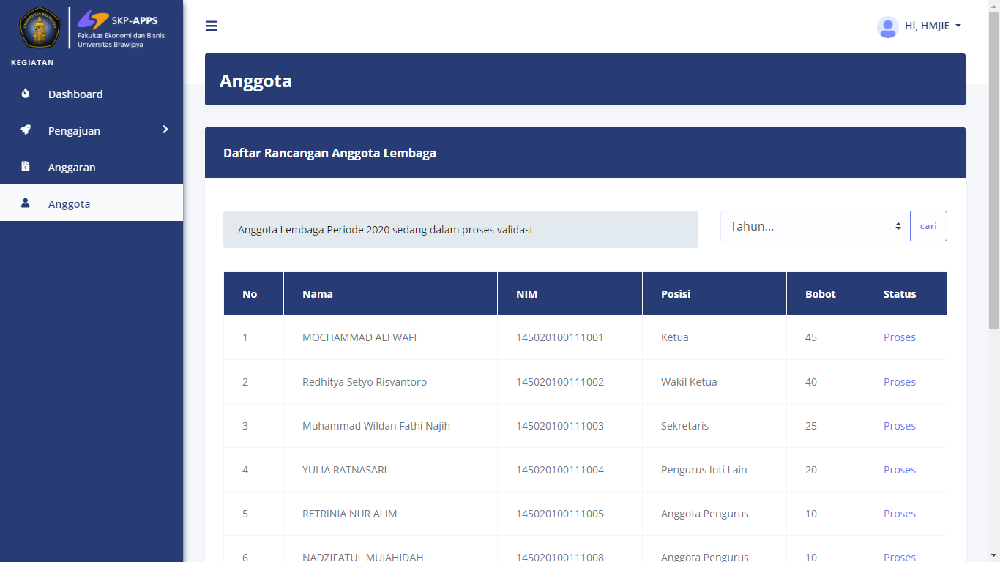 UNIVERSITAS BRAWIJAYA
SKP-APPS
Fakultas Ekonomi dan Bisnis
Universitas Brawijaya
KEGIATAN
Dashboard
Pengajuan
Anggaran
Anggota
Hi, HMJIE
Anggota
Daftar Rancangan Anggota Lembaga
Anggota Lembaga Periode 2020 sedang dalam proses validasi
Tahun... cari
No Nama NIM Posisi Bobot Status
1 MOCHAMMAD ALI WAFI 145020100111001 Ketua 45 Proses
2 Redhitya Setyo Risvantoro 145020100111002 Wakil Ketua 40 Proses
3 Muhammad Wildan Fathi Najih 145020100111003 Sekretaris 25 Proses
4 YULIA RATNASARI 145020100111004 Pengurus Inti Lain 20 Proses
5 RETRINIA NUR ALIM 145020100111005 Anggota Pengurus 10 Proses
6 NADZIFATUL MUJAHIDAH 145020100111008 Anggota Pengurus 10 Proses